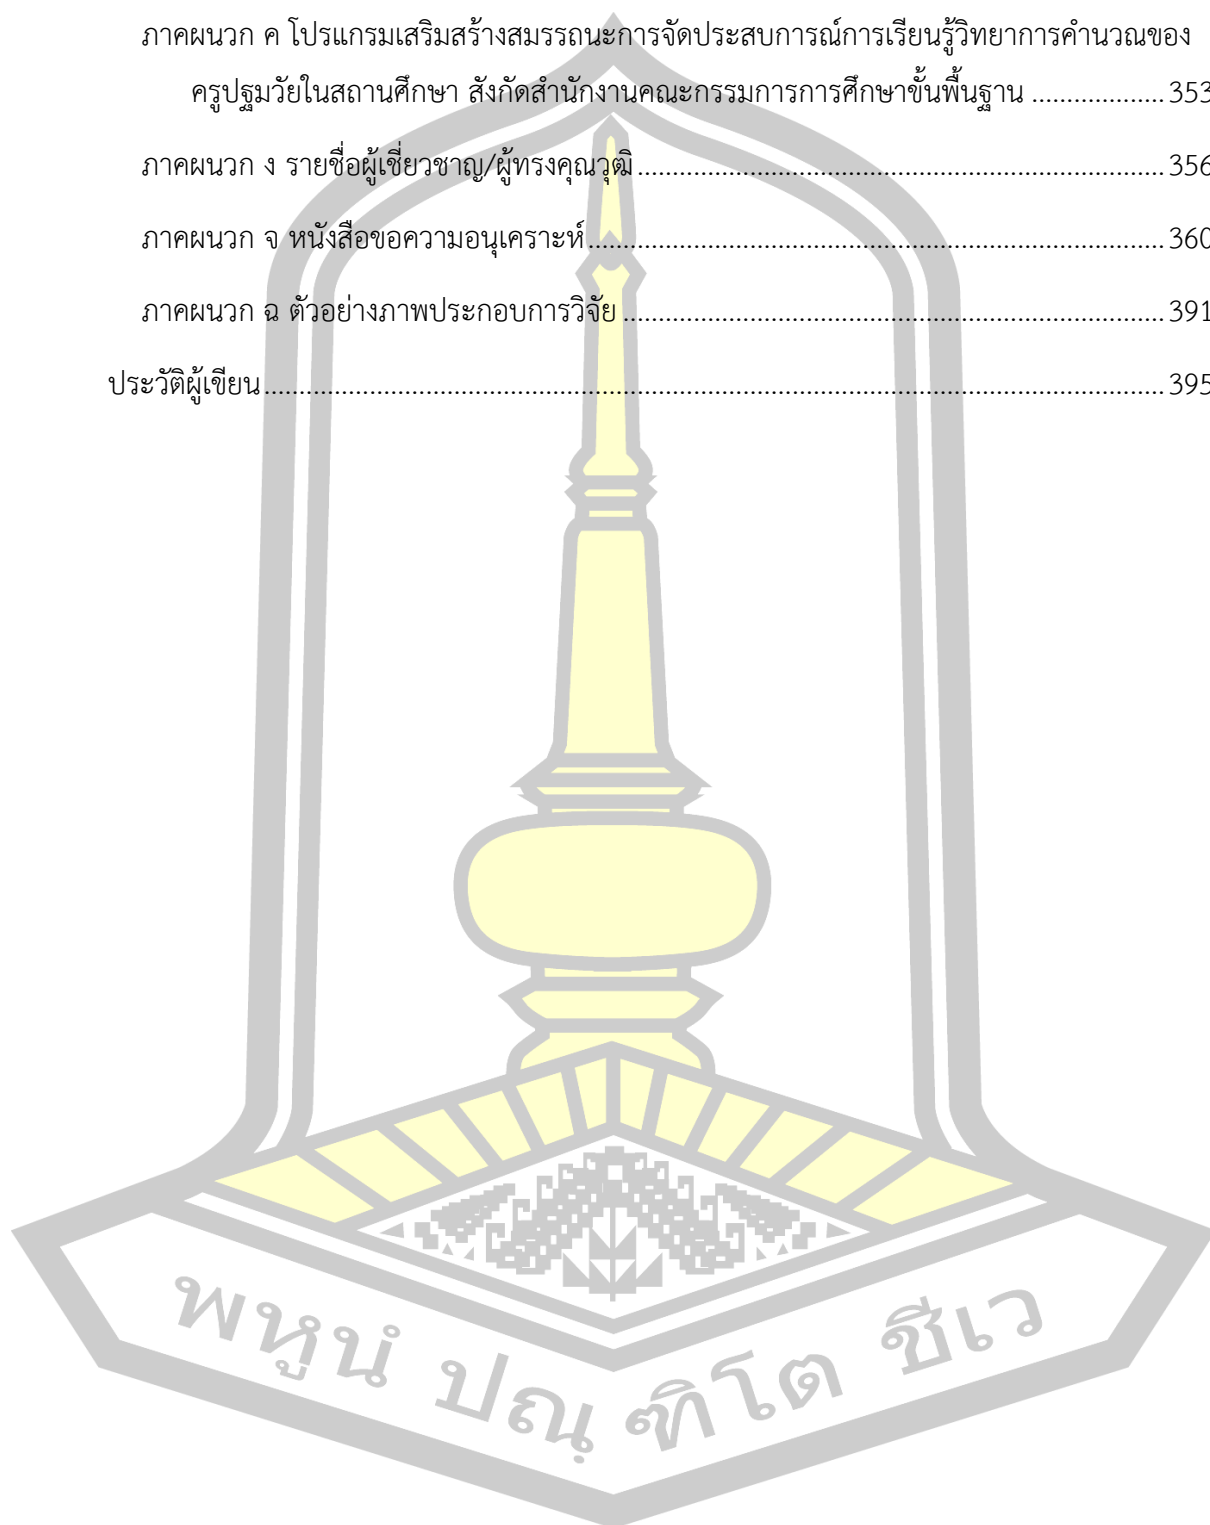 ภาคผนวก ค โปรแกรมเสริมสร้างสมรรถนะการจัดประสบการณ์การเรียนรู้วิทยาการคำนวณของ
ครูปฐมวัยในสถานศึกษา สังกัดสำนักงานคณะกรรมการการศึกษาขั้นพื้นฐาน ................... 353
ภาคผนวก ง รายชื่อผู้เชี่ยวชาญ/ผู้ทรงคุณวุฒิ ........................................................................... 356
ภาคผนวก จ หนังสือขอความอนุเคราะห์ .................................................................................. 360
ภาคผนวก ฉ ตัวอย่างภาพประกอบการวิจัย ............................................................................. 391
ประวัติผู้เขียน ................................................................................................................................. 395
พหูนํ ปณฺฑิโต ชีเว